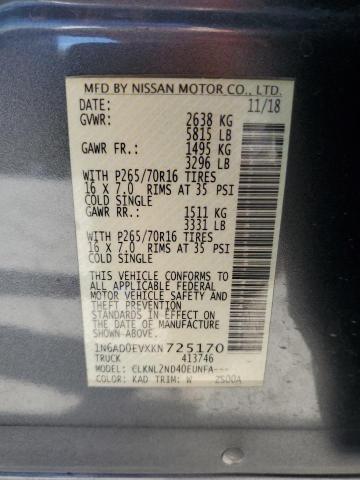 MFD BY NISSAN MOTOR CO., LTD.
DATE: 11/18
GVWR: 2638 KG
5815 LB
GAWR FR: 1495 KG
3296 LB
WITH P265/70R16 TIRES
16 X 7.0 RIMS AT 35 PSI
COLD SINGLE
GAWR RR: 1511 KG
3331 LB
WITH P265/70R16 TIRES
16 X 7.0 RIMS AT 35 PSI
COLD SINGLE
THIS VEHICLE CONFORMS TO
ALL APPLICABLE FEDERAL
MOTOR VEHICLE SAFETY AND
THEFT PREVENTION
STANDARDS IN EFFECT ON
THE DATE OF MANUFACTURE
SHOWN ABOVE.
1N6AD0EVXKN725170
TRUCK 413746
MODEL: CLKNL2ND40EUNFA---
COLOR: KAD TRIM: W 2500A